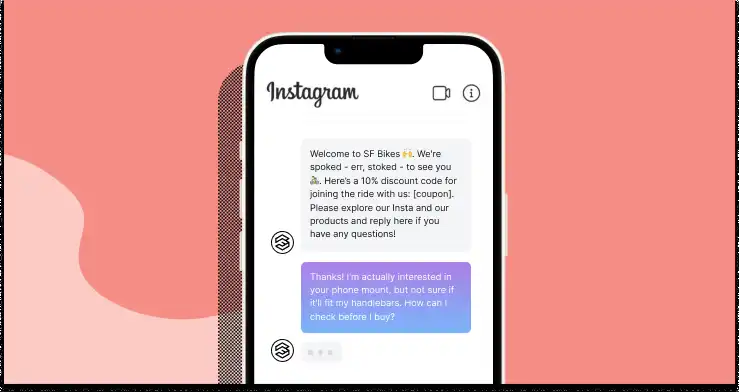 Instagram
Welcome to SF Bikes 🙌. We're
spoked - err, stoked - to see you
🚴. Here's a 10% discount code for
joining the ride with us: [coupon].
Please explore our Insta and our
products and reply here if you
have any questions!
Thanks! I'm actually interested in
your phone mount, but not sure if
it'll fit my handlebars. How can I
check before I buy?